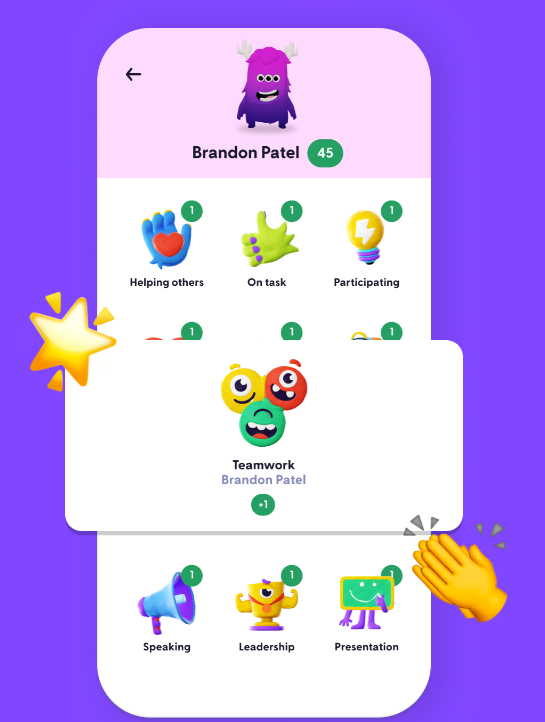 Brandon Patel 45
1 1 1
Helping others On task Participating
1 1 1
Teamwork
Brandon Patel
+1
1 1 1
Speaking Leadership Presentation